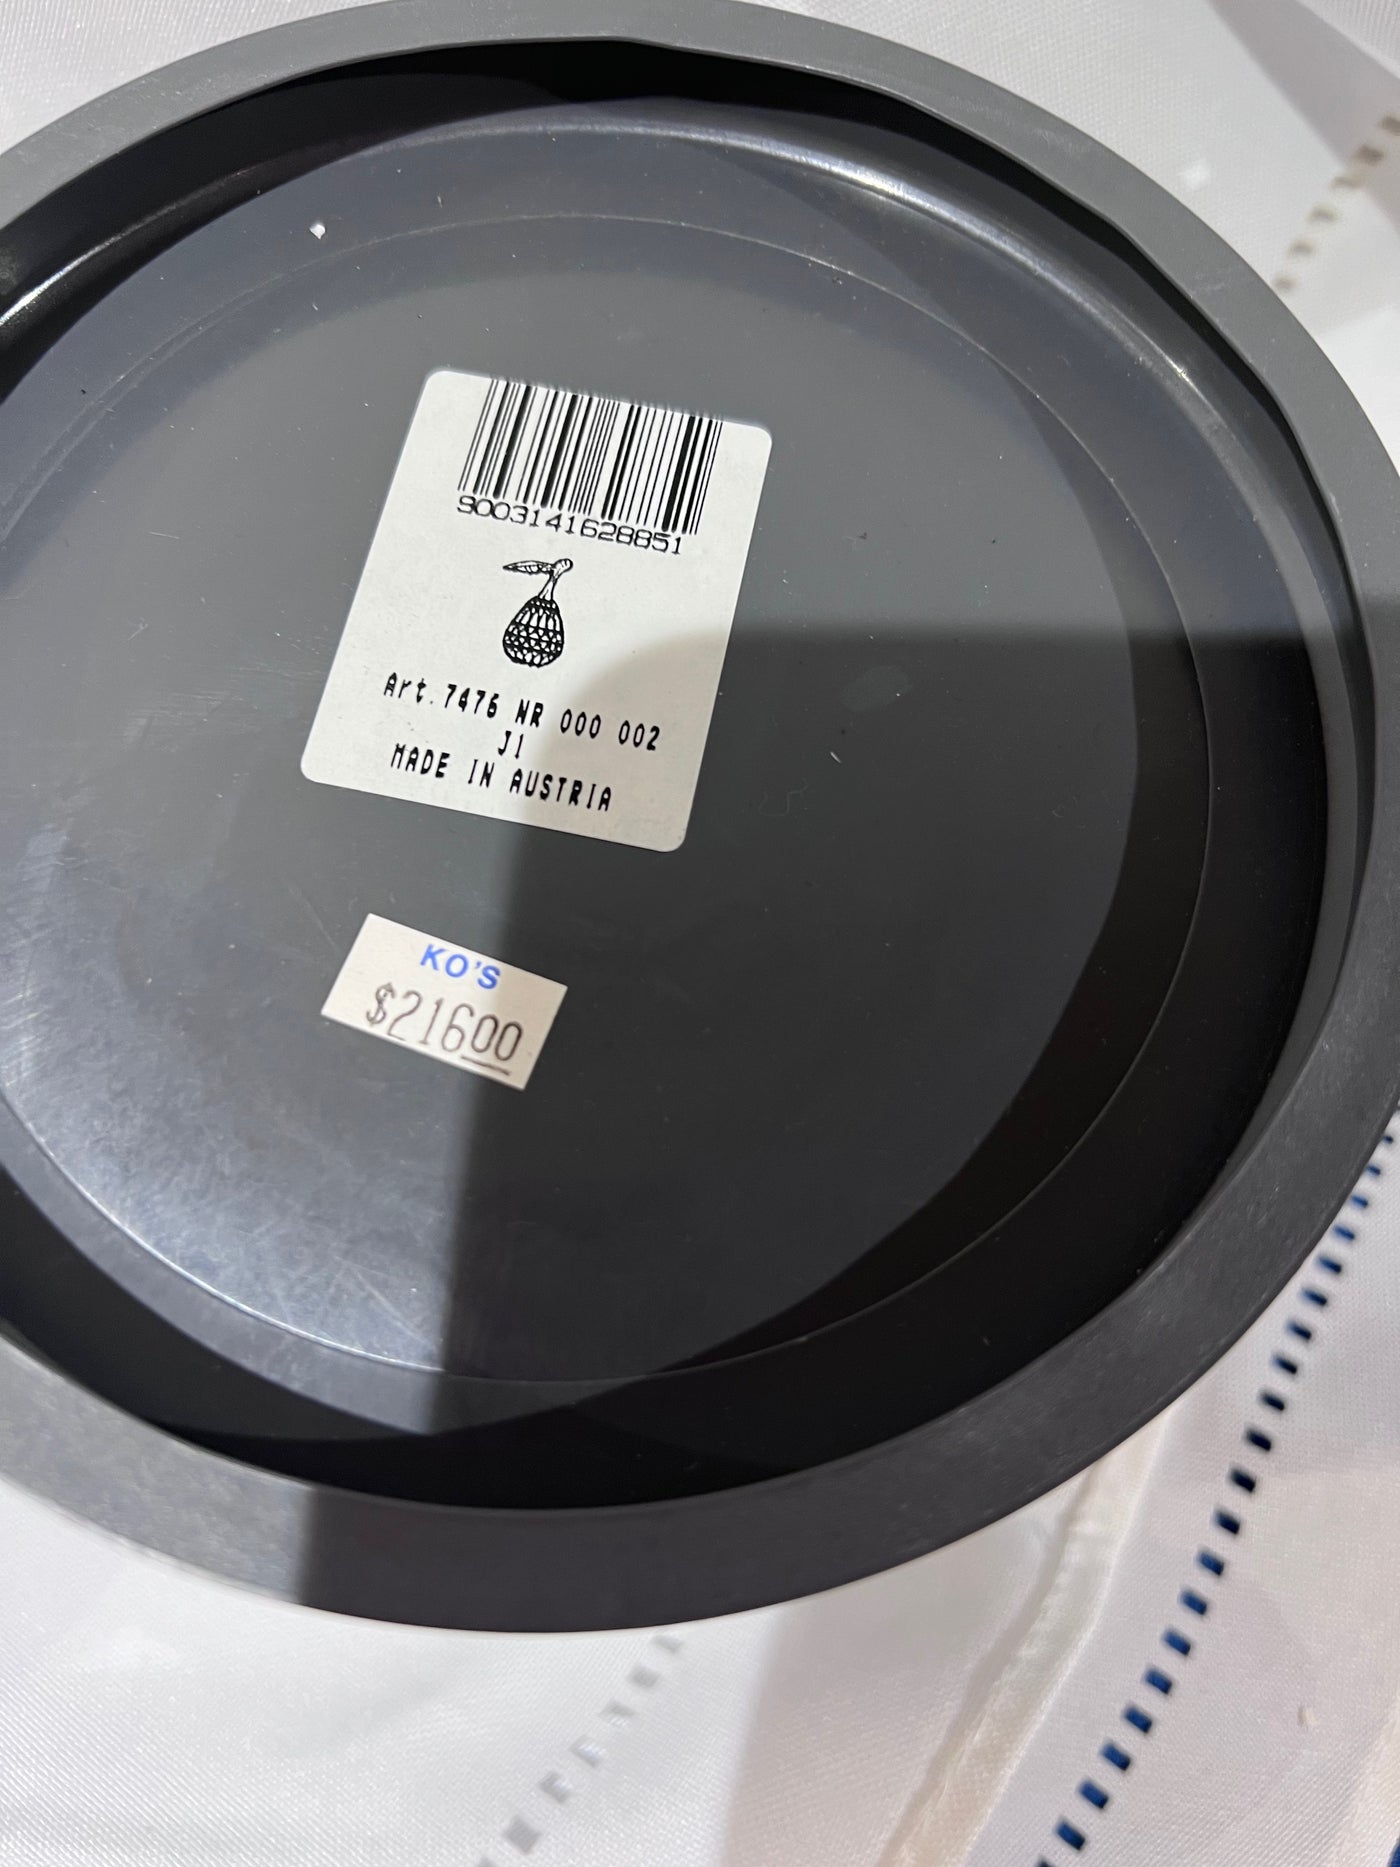 9003141628851
Art.7476 NR 000 002
J1
MADE IN AUSTRIA
KO'S
$21600